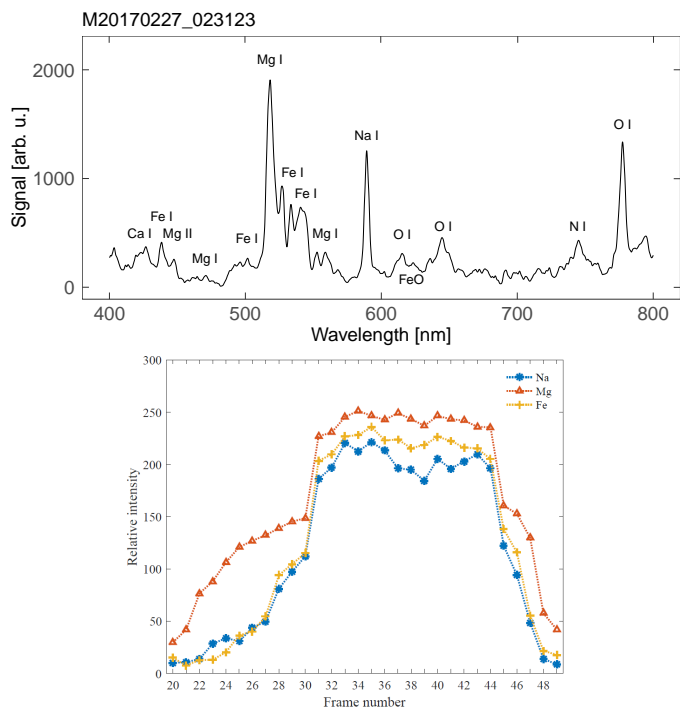 M20170227_023123
Signal [arb. u.]
2000
1000
0
Mg I
Na I
O I
Fe I
Fe I
Fe I
Ca I
Mg II
Mg I
Fe I
Mg I
O I
FeO
O I
N I
400 500 600 700 800
Wavelength [nm]
Relative intensity
300
250
200
150
100
50
0
Na
Mg
Fe
20 22 24 26 28 30 32 34 36 38 40 42 44 46 48
Frame number